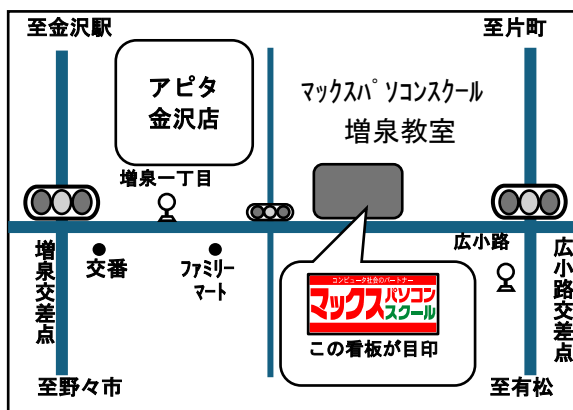 至金沢駅
至片町
アピタ
金沢店
マックスパソコンスクール
増泉教室
増泉一丁目
広小路
増泉交差点
交番
ファミリー
マート
広小路交差点
コンピュータ社会のパートナー
マックス パソコン
スクール
この看板が目印
至野々市
至有松